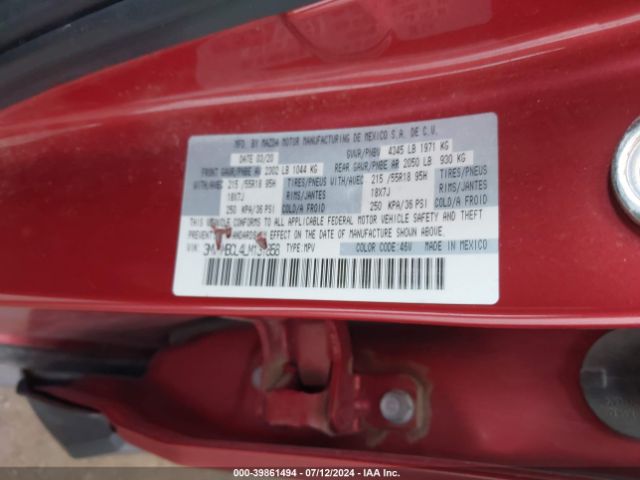 MFD. BY MAZDA MOTOR MANUFACTURING DE MEXICO S.A. DE C.V.
DATE 03/20 GVWR/PNBV 4345 LB 1971 KG
FRONT GAWR/PNBE AV 2302 LB 1044 KG REAR GAWR/PNBE AR 2050 LB 930 KG
WITH/AVEC 215 /55R18 95H TIRES/PNEUS WITH/AVEC 215 /55R18 95H TIRES/PNEUS
18X7J RIMS/JANTES 18X7J RIMS/JANTES
250 KPA/36 PSI COLD/A FROID 250 KPA/36 PSI COLD/A FROID
THIS VEHICLE CONFORMS TO ALL APPLICABLE FEDERAL MOTOR VEHICLE SAFETY AND THEFT
PREVENTION STANDARDS IN EFFECT ON THE DATE OF MANUFACTURE SHOWN ABOVE.
VIN: TYPE:MPV COLOR CODE:46V MADE IN MEXICO
000-39861494 - 07/12/2024 - IAA Inc.